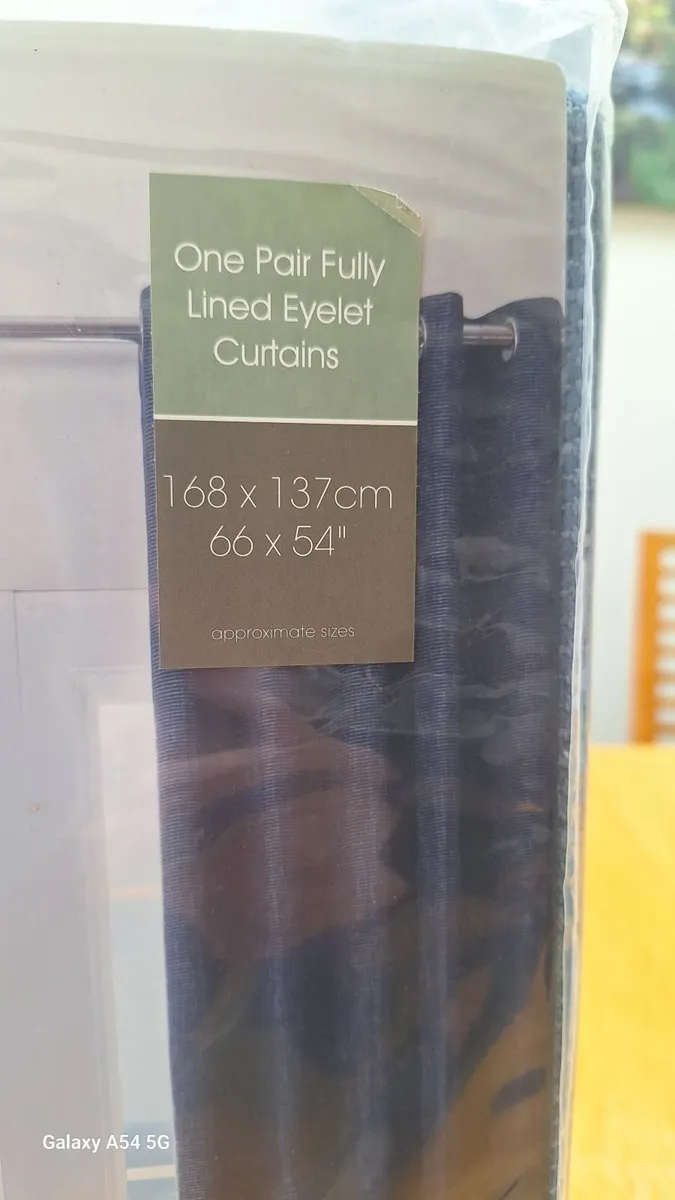 One Pair Fully
Lined Eyelet
Curtains
168 x 137cm
66 x 54"
approximate sizes
Galaxy A54 5G